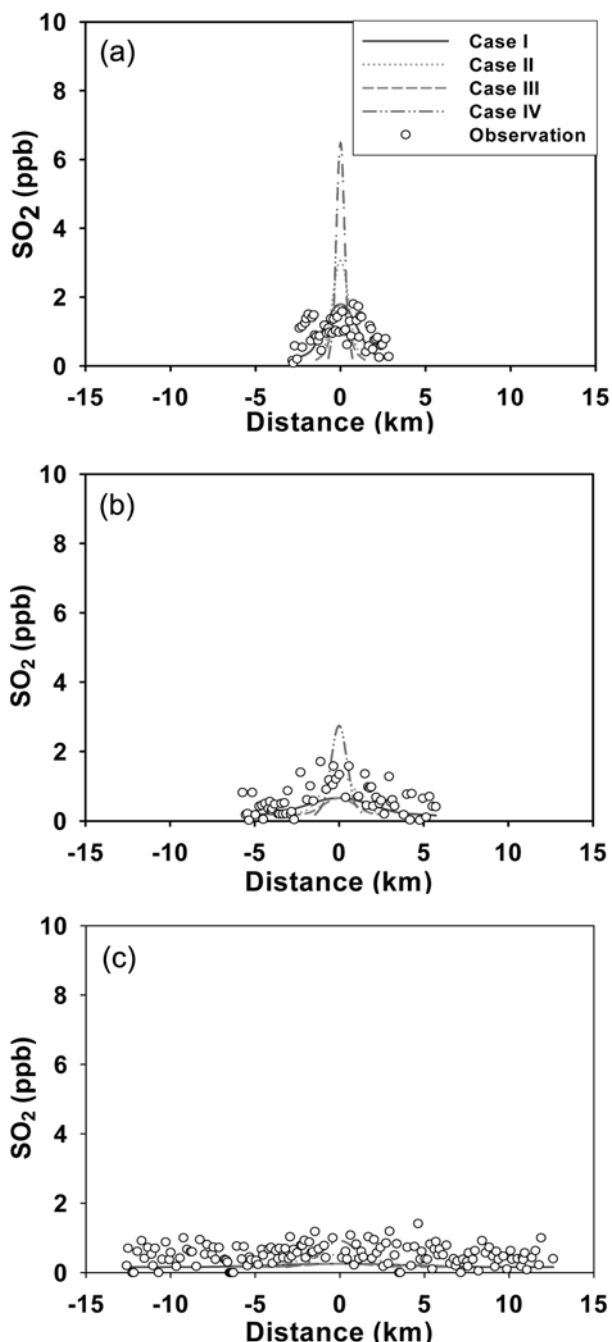 (a)
Case I
Case II
Case III
Case IV
Observation
SO2 (ppb)
10
8
6
4
2
0
-15 -10 -5 0 5 10 15
Distance (km)
(b)
SO2 (ppb)
10
8
6
4
2
0
-15 -10 -5 0 5 10 15
Distance (km)
(c)
SO2 (ppb)
10
8
6
4
2
0
-15 -10 -5 0 5 10 15
Distance (km)